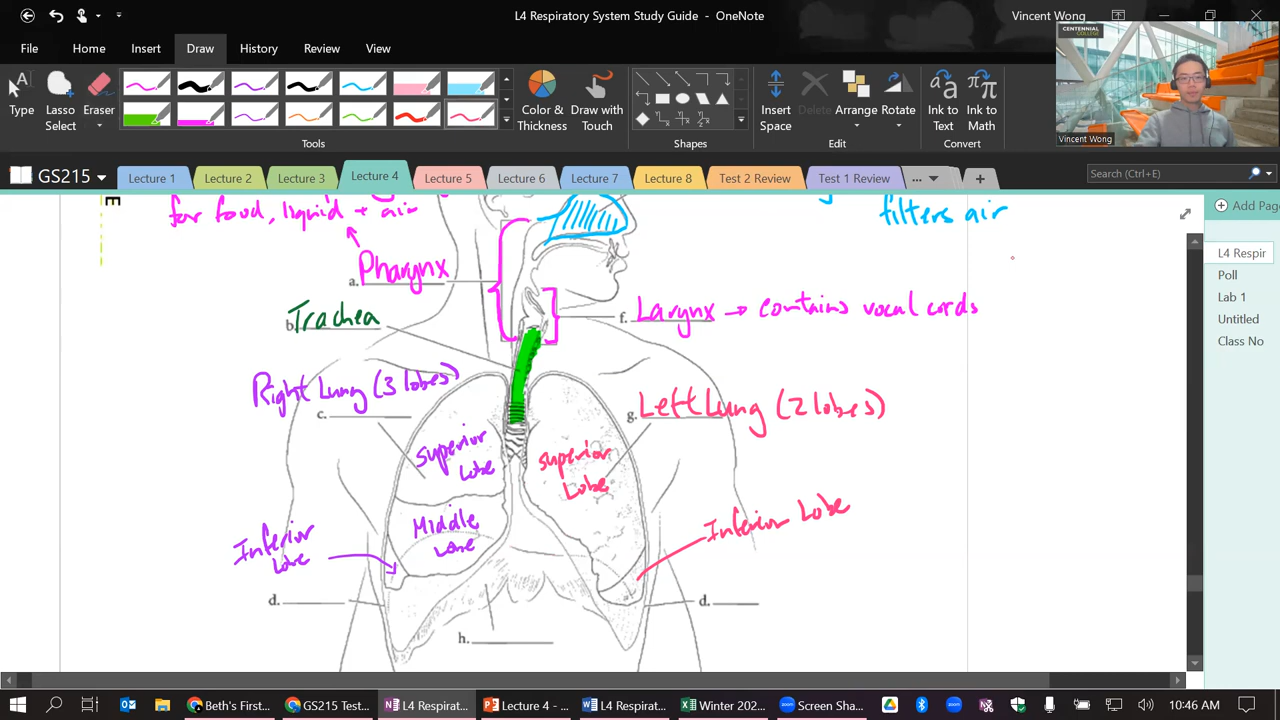 L4 Respiratory System Study Guide - OneNote
Vincent Wong
File Home Insert Draw History Review View
CENTENNIAL COLLEGE
Vincent Wong
Type
Lasso Select
Eraser
Color & Thickness
Draw with Touch
Insert Space
Delete
Arrange
Rotate
Ink to Text
Ink to Math
Tools
Shapes
Edit
Convert
GS215
Lecture 1
Lecture 2
Lecture 3
Lecture 4
Lecture 5
Lecture 6
Lecture 7
Lecture 8
Test 2 Review
Test 1 Review
...
Search (Ctrl+E)
Add Page
L4 Respir
Poll
Lab 1
Untitled
Class No
E
for food, liquid + air
filters air
a. Pharynx
b. Trachea
f. Larynx → contains vocal cords
Right Lung (3 lobes)
c.
g. Left Lung (2 lobes)
superior
Lobe
superior
Lobe
Middle
Lobe
Inferior
Lobe
Inferior Lobe
d.
d.
h.
Beth's First...
GS215 Test...
L4 Respirat...
Lecture 4 -...
Winter 202...
Screen Sha...
10:46 AM